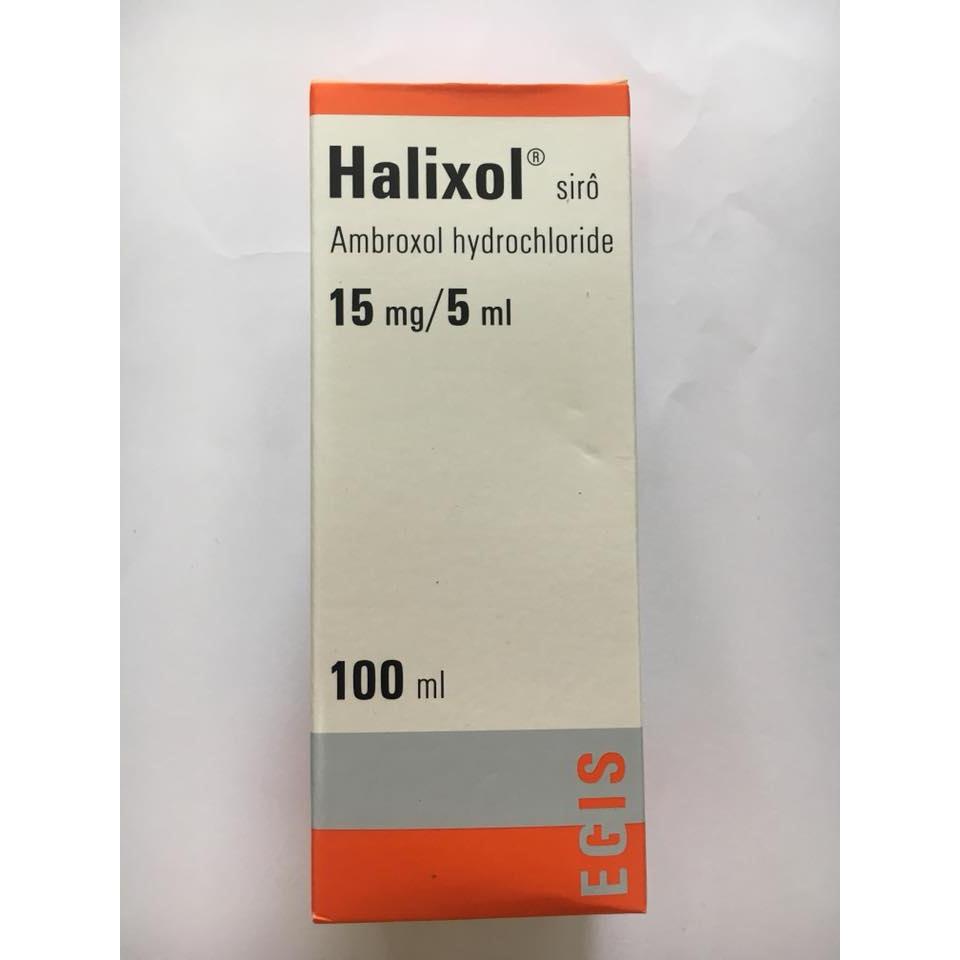 Halixol® sirô
Ambroxol hydrochloride
15 mg/5 ml
100 ml
EGIS